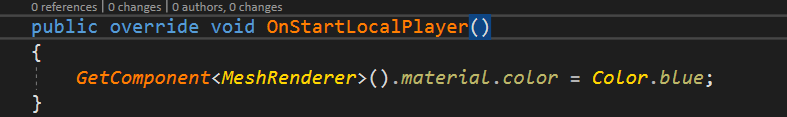 0 references | 0 changes | 0 authors, 0 changes
public override void OnStartLocalPlayer()
{
GetComponent<MeshRenderer>().material.color = Color.blue;
}